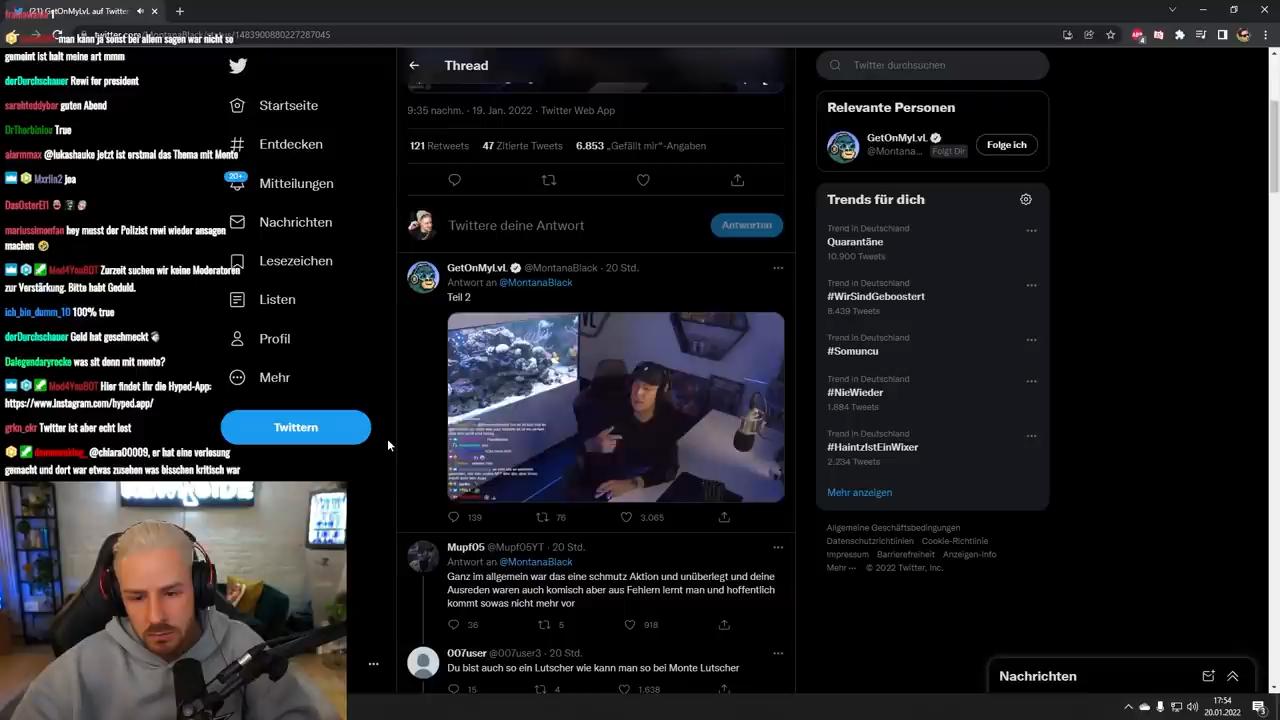 (21) GetOnMyLvL auf Twitter
twitter.com/MontanaBlack/status/1483900880227287045
man kann ja sonst bei allem sagen war nicht so
gemeint ist halt meine art mmm
derDurchschauer Rewi for president
sarahteddybar guten Abend
DrThorbinlou True
alarmmax @lukashauke jetzt ist erstmal das Thema mit Monte
Mxrlin2 joa
DasOsterEi1
mariussimonfan hey musst der Polizist rewi wieder ansagen
machen
Mod4YouBOT Zurzeit suchen wir keine Moderatoren
zur Verstärkung. Bitte habt Geduld.
ich_bin_dumm_10 100% true
derDurchschauer Geld hat geschmeckt
Dalegendaryrocke was sit denn mit monte?
Mod4YouBOT Hier findet ihr die Hyped-App:
https://www.instagram.com/hyped.app/
grkn_ckr Twitter ist aber echt lost
@chiara00009, er hat eine verlosung
gemacht und dort war etwas zusehen was bisschen kritisch war
Startseite
Entdecken
20+
Mitteilungen
Nachrichten
Lesezeichen
Listen
Profil
Mehr
Twittern
Thread
9:35 nachm. · 19. Jan. 2022 · Twitter Web App
121 Retweets 47 Zitierte Tweets 6.853 „Gefällt mir“-Angaben
Twittere deine Antwort
Antworten
GetOnMyLvL @MontanaBlack · 20 Std.
Antwort an @MontanaBlack
Teil 2
139 76 3.065
Mupf05 @Mupf05YT · 20 Std.
Antwort an @MontanaBlack
Ganz im allgemein war das eine schmutz Aktion und unüberlegt und deine
Ausreden waren auch komisch aber aus Fehlern lernt man und hoffentlich
kommt sowas nicht mehr vor
36 5 918
007user @007user3 · 20 Std.
Du bist auch so ein Lutscher wie kann man so bei Monte Lutscher
15 4 1.638
Twitter durchsuchen
Relevante Personen
GetOnMyLvL
@Montana... Folgt Dir
Folge ich
Trends für dich
Trend in Deutschland
Quarantäne
10.900 Tweets
Trend in Deutschland
#WirSindGeboostert
8.439 Tweets
Trend in Deutschland
#Somuncu
Trend in Deutschland
#NieWieder
1.884 Tweets
Trend in Deutschland
#HaintzIstEinWixer
2.234 Tweets
Mehr anzeigen
Allgemeine Geschäftsbedingungen
Datenschutzrichtlinien Cookie-Richtlinie
Impressum Barrierefreiheit Anzeigen-Info
Mehr ··· © 2022 Twitter, Inc.
Nachrichten
17:54
20.01.2022